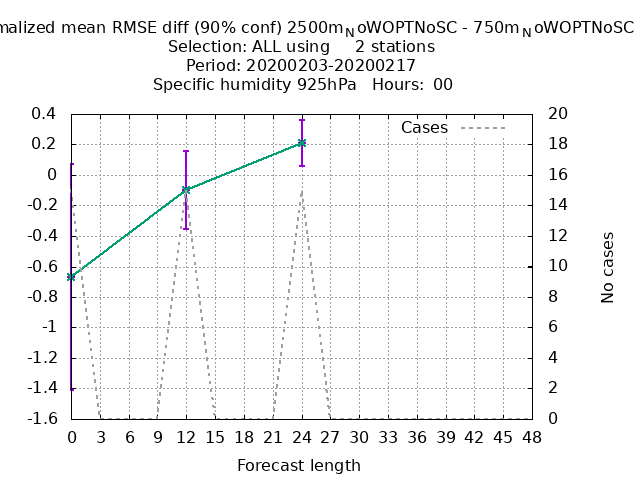 malized mean RMSE diff (90% conf) 2500mNoWOPTNoSC - 750mNoWOPTNoSC
Selection: ALL using 2 stations
Period: 20200203-20200217
Specific humidity 925hPa Hours: 00
0.4
0.2
0
-0.2
-0.4
-0.6
-0.8
-1
-1.2
-1.4
-1.6
Cases
20
18
16
14
12
10
8
6
4
2
0
No cases
0 3 6 9 12 15 18 21 24 27 30 33 36 39 42 45 48
Forecast length